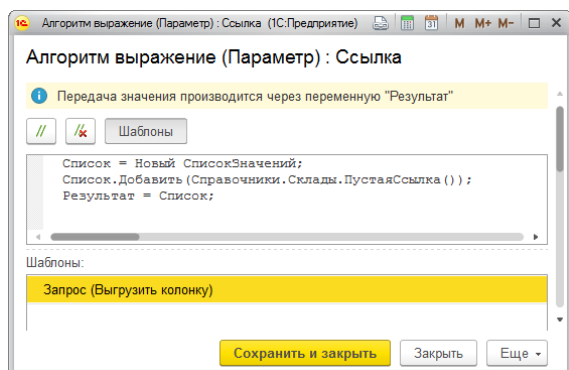 Алгоритм выражение (Параметр) : Ссылка (1С:Предприятие) 31 M M+ M-
Алгоритм выражение (Параметр) : Ссылка
Передача значения производится через переменную "Результат"
// // Шаблоны
Список = Новый СписокЗначений;
Список.Добавить(Справочники.Склады.ПустаяСсылка());
Результат = Список;
Шаблоны:
Запрос (Выгрузить колонку)
Сохранить и закрыть Закрыть Еще